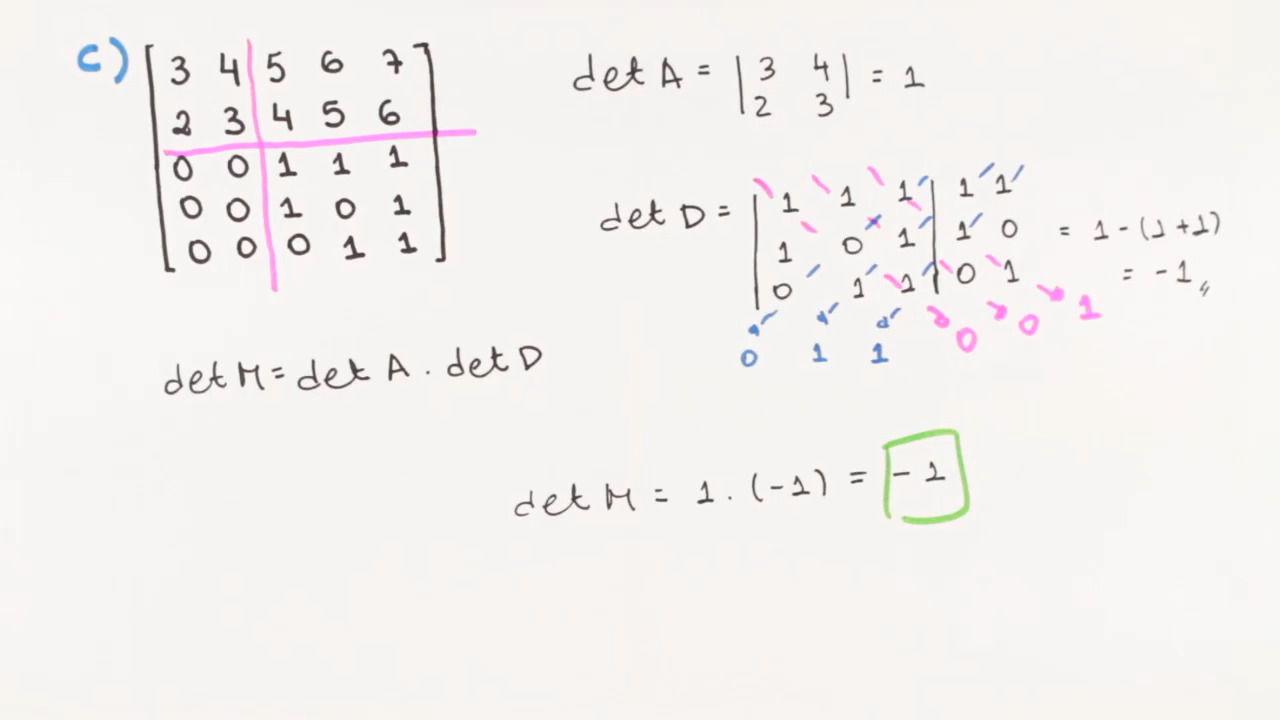 c)
3 4 5 6 7
2 3 4 5 6
0 0 1 1 1
0 0 1 0 1
0 0 0 1 1
det A = | 3 4 | = 1
2 3
det D = | 1 1 1 | 1 1
1 0 1 | 1 0 = 1 - (1+1)
0 1 1 | 0 1 = -1
0 1 1 0 0 1
det M = det A . det D
det M = 1 . (-1) = -1